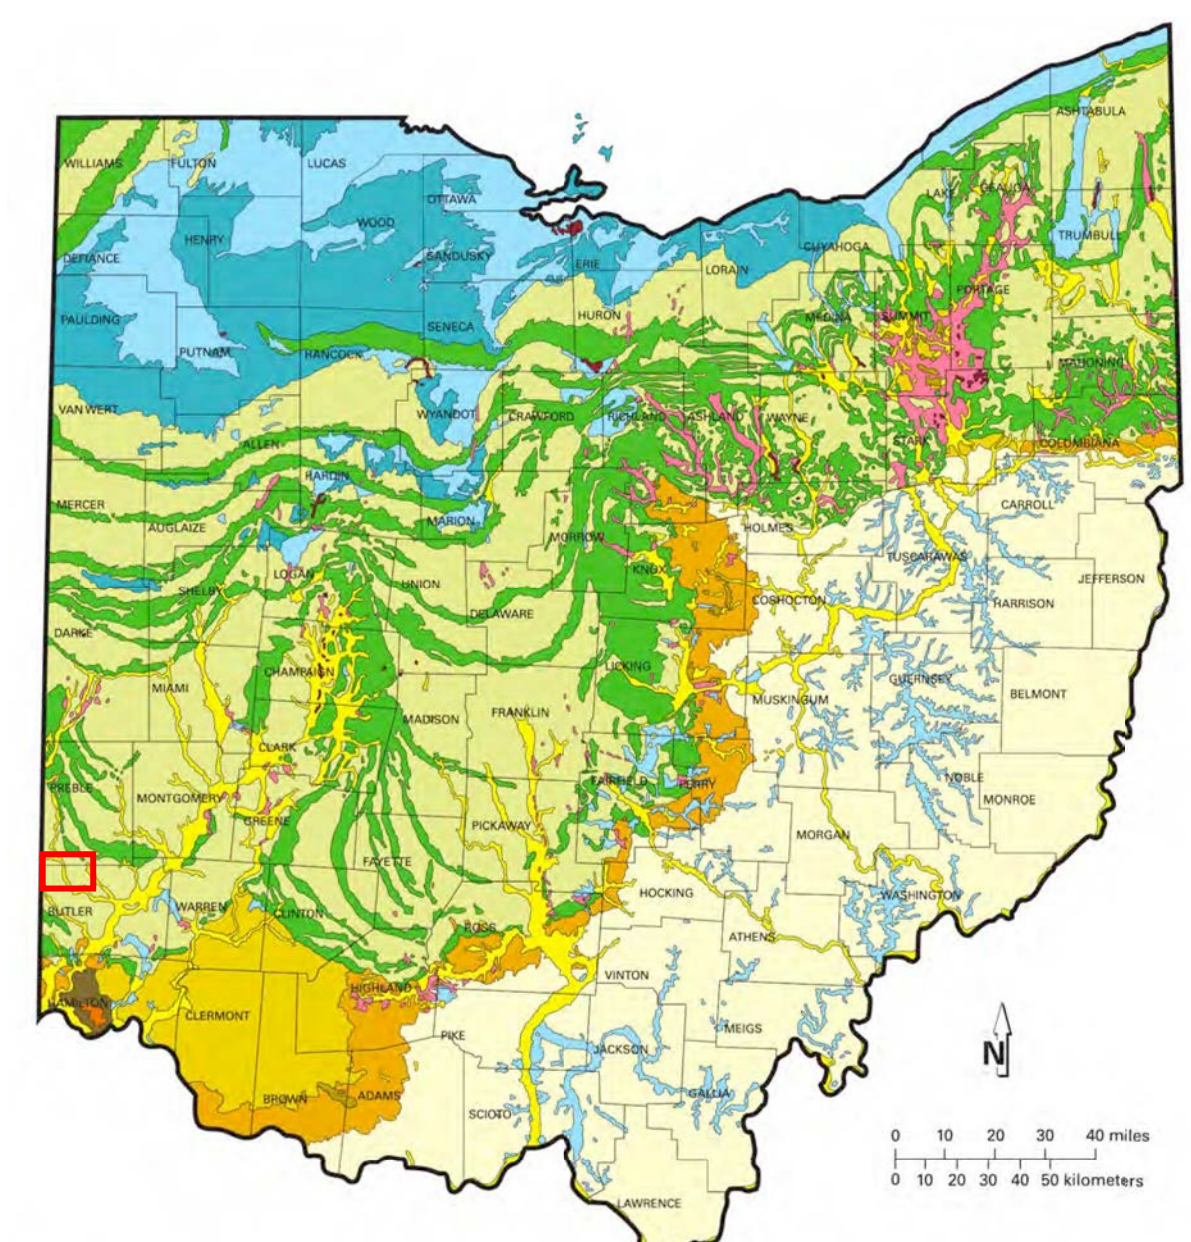 ASHTABULA
WILLIAMS
FULTON
LUCAS
LAKE
GEAUGA
OTTAWA
WOOD
HENRY
TRUMBULL
CUYAHOGA
DEFIANCE
SANDUSKY
ERIE
LORAIN
PORTAGE
PAULDING
HURON
MEDINA
SUMMIT
SENECA
PUTNAM
HANCOCK
MAHONING
VAN WERT
WYANDOT
CRAWFORD
RICHLAND
ASHLAND
WAYNE
ALLEN
STARK
COLUMBIANA
HARDIN
MERCER
CARROLL
AUGLAIZE
MARION
HOLMES
MORROW
TUSCARAWAS
KNOX
LOGAN
UNION
JEFFERSON
SHELBY
COSHOCTON
HARRISON
DELAWARE
DARKE
LICKING
CHAMPAIGN
GUERNSEY
MIAMI
BELMONT
MUSKINGUM
FRANKLIN
MADISON
CLARK
NOBLE
PREBLE
FAIRFIELD
PERRY
MONROE
MONTGOMERY
GREENE
PICKAWAY
MORGAN
FAYETTE
HOCKING
WASHINGTON
BUTLER
WARREN
CLINTON
ROSS
ATHENS
VINTON
HIGHLAND
HAMILTON
CLERMONT
MEIGS
PIKE
JACKSON
N
GALLIA
BROWN
ADAMS
SCIOTO
0 10 20 30 40 miles
0 10 20 30 40 50 kilometers
LAWRENCE